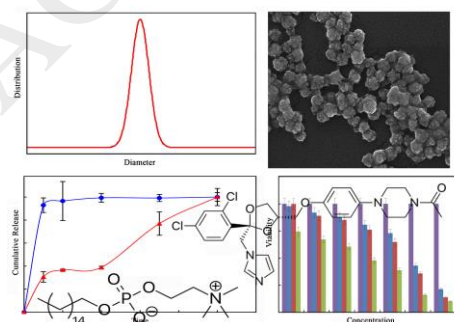 Distribution
Diameter
Cumulative Release
Cl
Cl
O
O
O
N
N
O
N
N
Viability
Concentration
O
O
P
O
O⊖
N
+
14